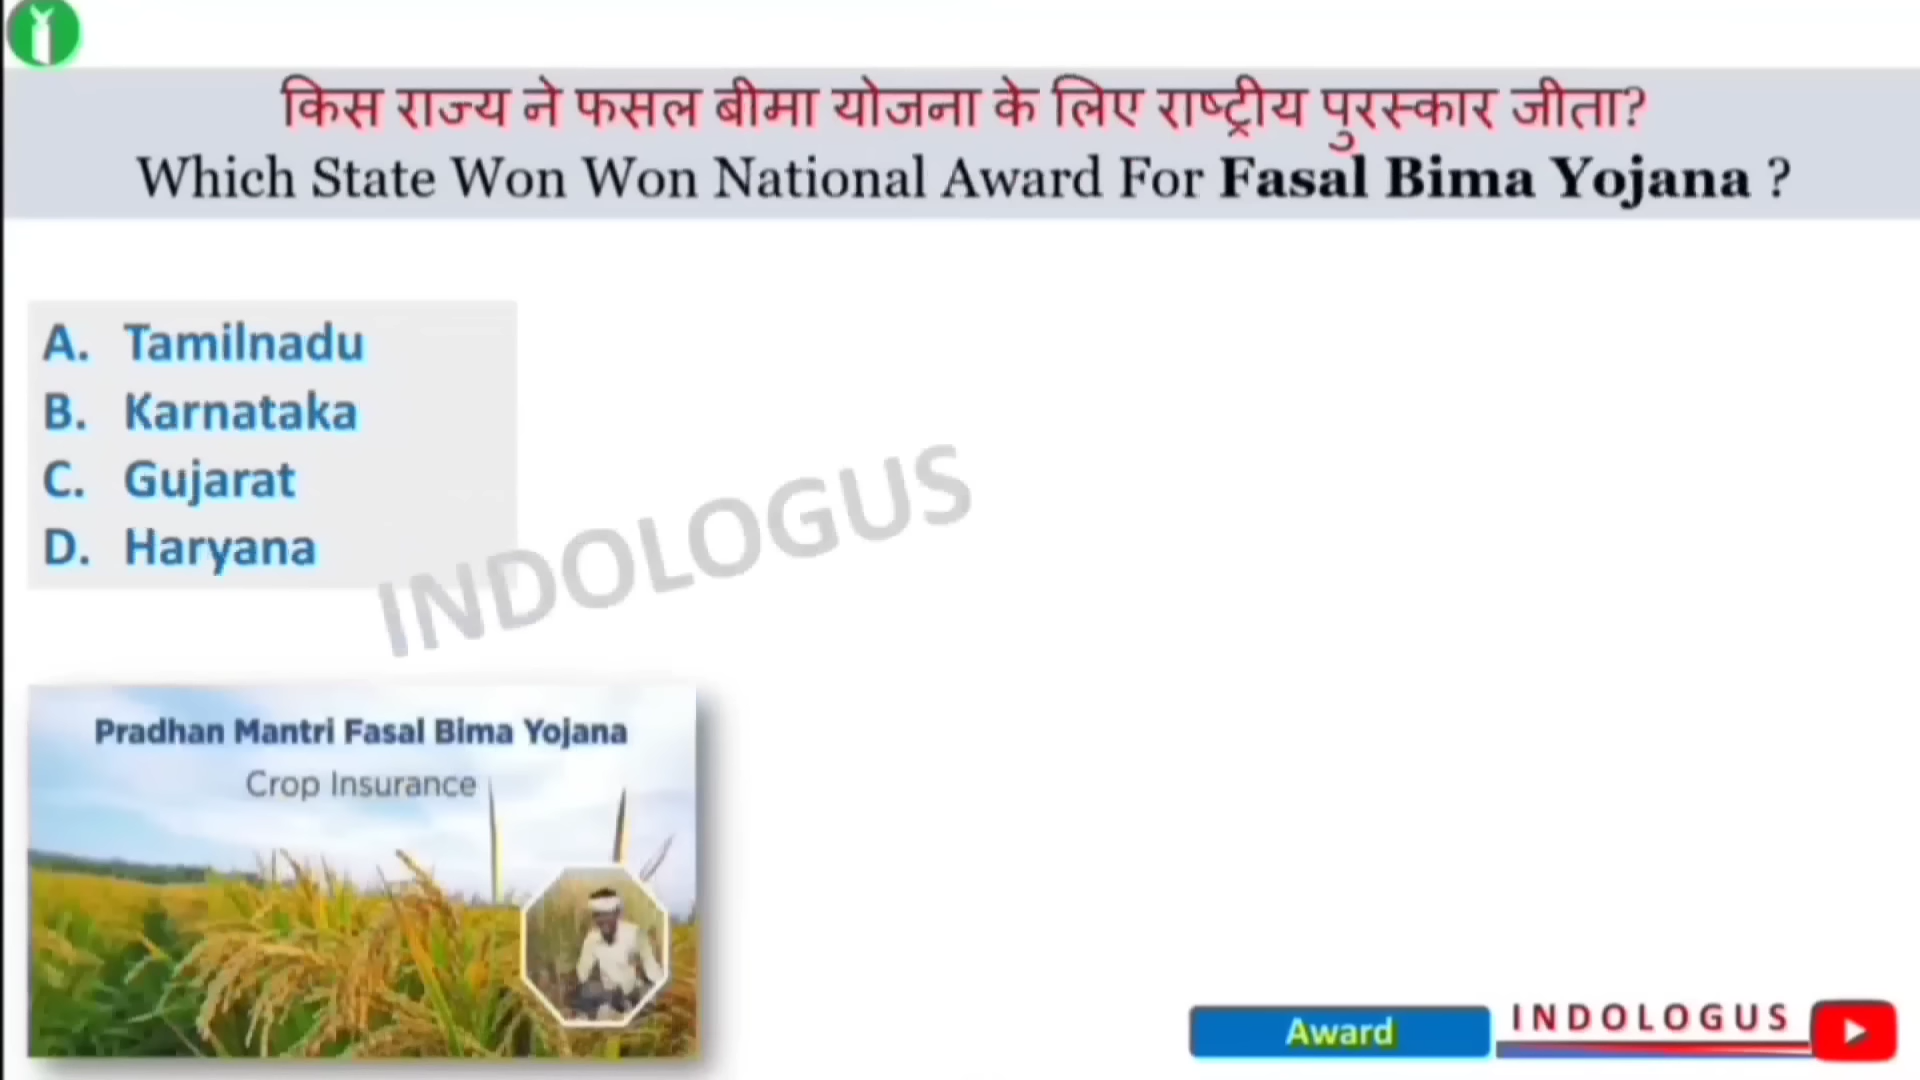 किस राज्य ने फसल बीमा योजना के लिए राष्ट्रीय पुरस्कार जीता?
Which State Won Won National Award For Fasal Bima Yojana ?
A. Tamilnadu
B. Karnataka
C. Gujarat
D. Haryana
INDOLOGUS
Pradhan Mantri Fasal Bima Yojana
Crop Insurance
Award
INDOLOGUS